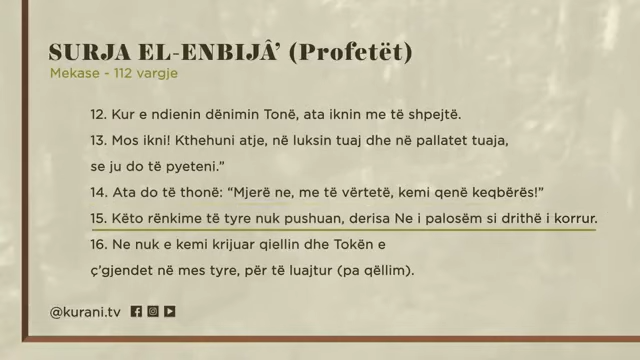 SURJA EL-ENBIJÂ’ (Profetët)
Mekase - 112 vargje
12. Kur e ndienin dënimin Tonë, ata iknin me të shpejtë.
13. Mos ikni! Kthehuni atje, në luksin tuaj dhe në pallatet tuaja,
se ju do të pyeteni.”
14. Ata do të thonë: “Mjerë ne, me të vërtetë, kemi qenë keqbërës!”
15. Këto rënkime të tyre nuk pushuan, derisa Ne i palosëm si drithë i korrur.
16. Ne nuk e kemi krijuar qiellin dhe Tokën e
ç’gjendet në mes tyre, për të luajtur (pa qëllim).
@kurani.tv